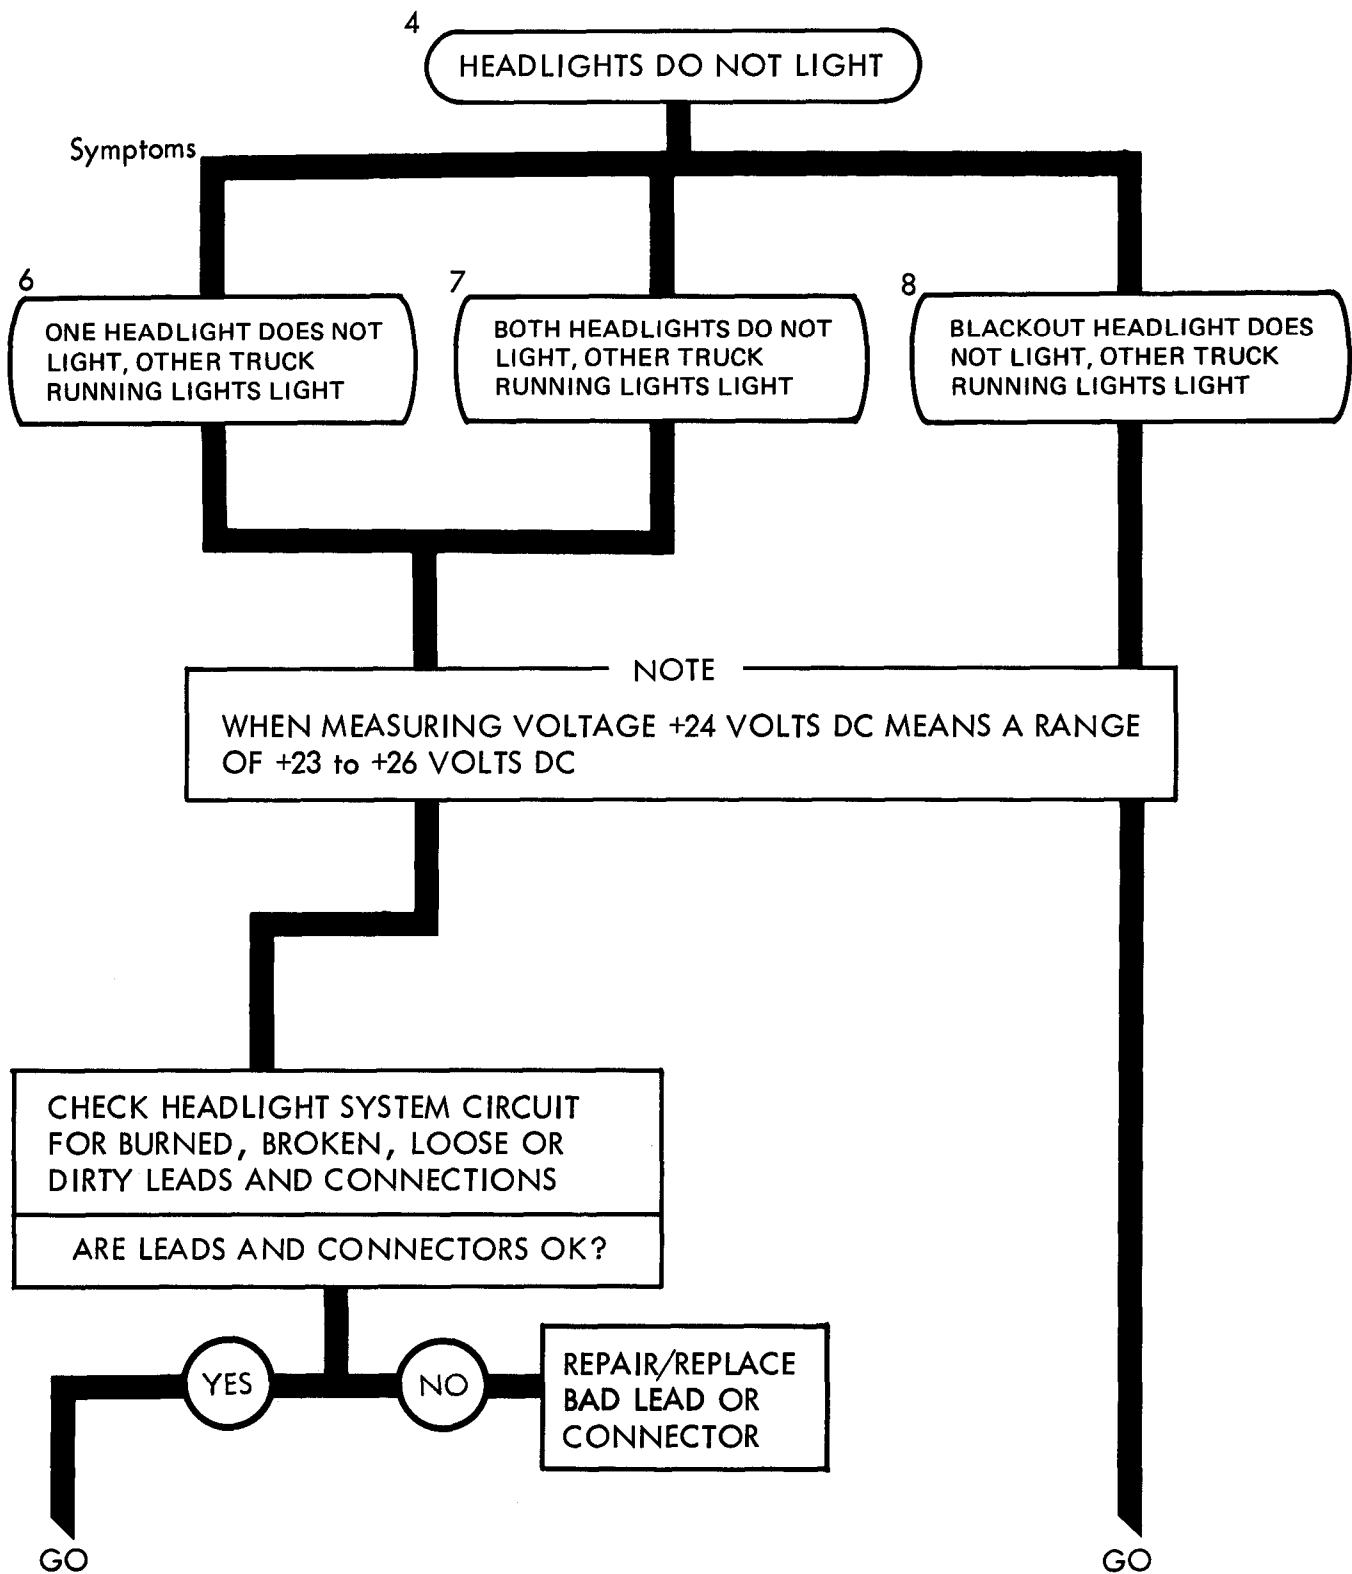 4
HEADLIGHTS DO NOT LIGHT
Symptoms
6
ONE HEADLIGHT DOES NOT
LIGHT, OTHER TRUCK
RUNNING LIGHTS LIGHT
7
BOTH HEADLIGHTS DO NOT
LIGHT, OTHER TRUCK
RUNNING LIGHTS LIGHT
8
BLACKOUT HEADLIGHT DOES
NOT LIGHT, OTHER TRUCK
RUNNING LIGHTS LIGHT
NOTE
WHEN MEASURING VOLTAGE +24 VOLTS DC MEANS A RANGE
OF +23 to +26 VOLTS DC
CHECK HEADLIGHT SYSTEM CIRCUIT
FOR BURNED, BROKEN, LOOSE OR
DIRTY LEADS AND CONNECTIONS
ARE LEADS AND CONNECTORS OK?
YES
NO
REPAIR/REPLACE
BAD LEAD OR
CONNECTOR
GO
GO